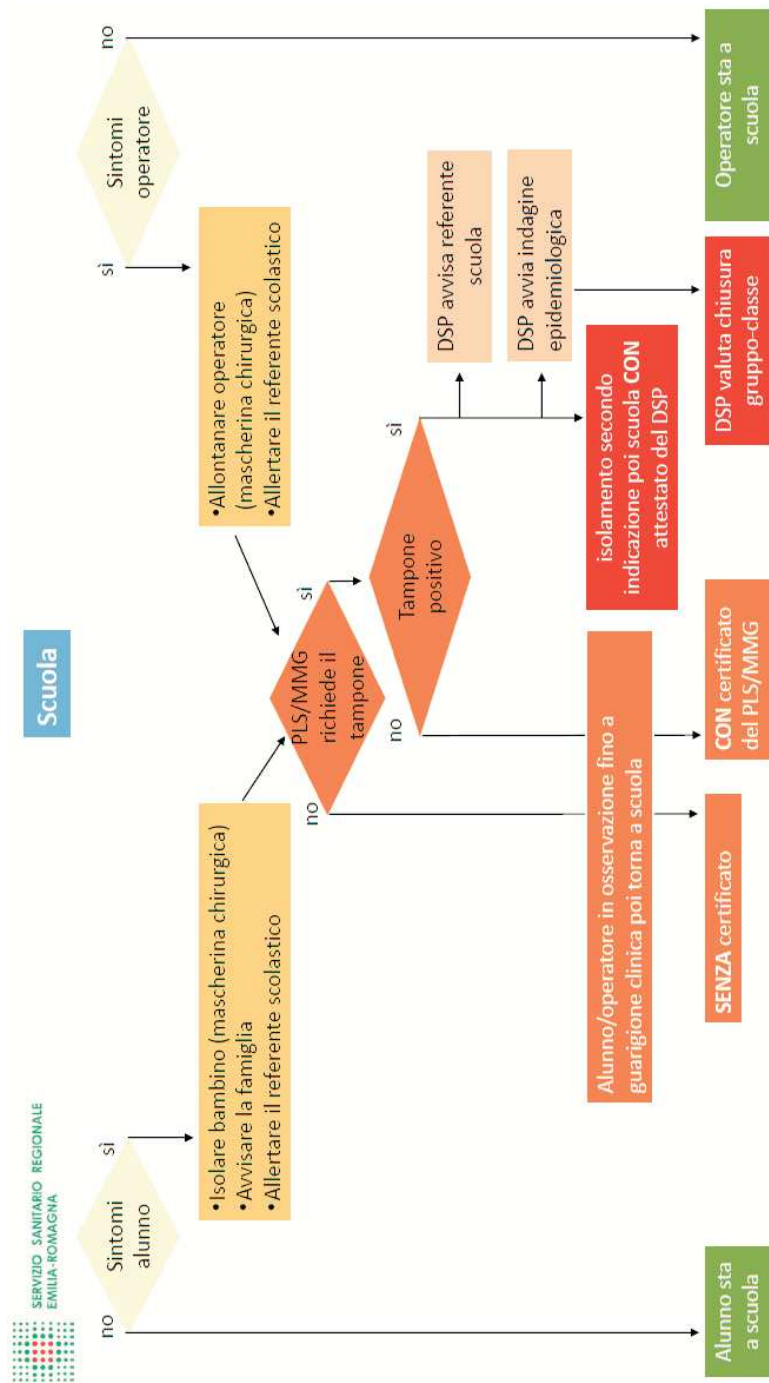 SERVIZIO SANITARIO REGIONALE
EMILIA-ROMAGNA
Scuola
no
Sintomi
alunno
sì
sì
Sintomi
operatore
no
•Isolare bambino (mascherina chirurgica)
•Avvisare la famiglia
•Allertare il referente scolastico
•Allontanare operatore
(mascherina chirurgica)
•Allertare il referente scolastico
PLS/MMG
richiede il
tampone
no
sì
no
Tampone
positivo
sì
DSP avvisa referente
scuola
DSP avvia indagine
epidemiologica
Alunno/operatore in osservazione fino a
guarigione clinica poi torna a scuola
isolamento secondo
indicazione poi scuola CON
attestato del DSP
Alunno sta
a scuola
SENZA certificato
CON certificato
del PLS/MMG
DSP valuta chiusura
gruppo-classe
Operatore sta a
scuola